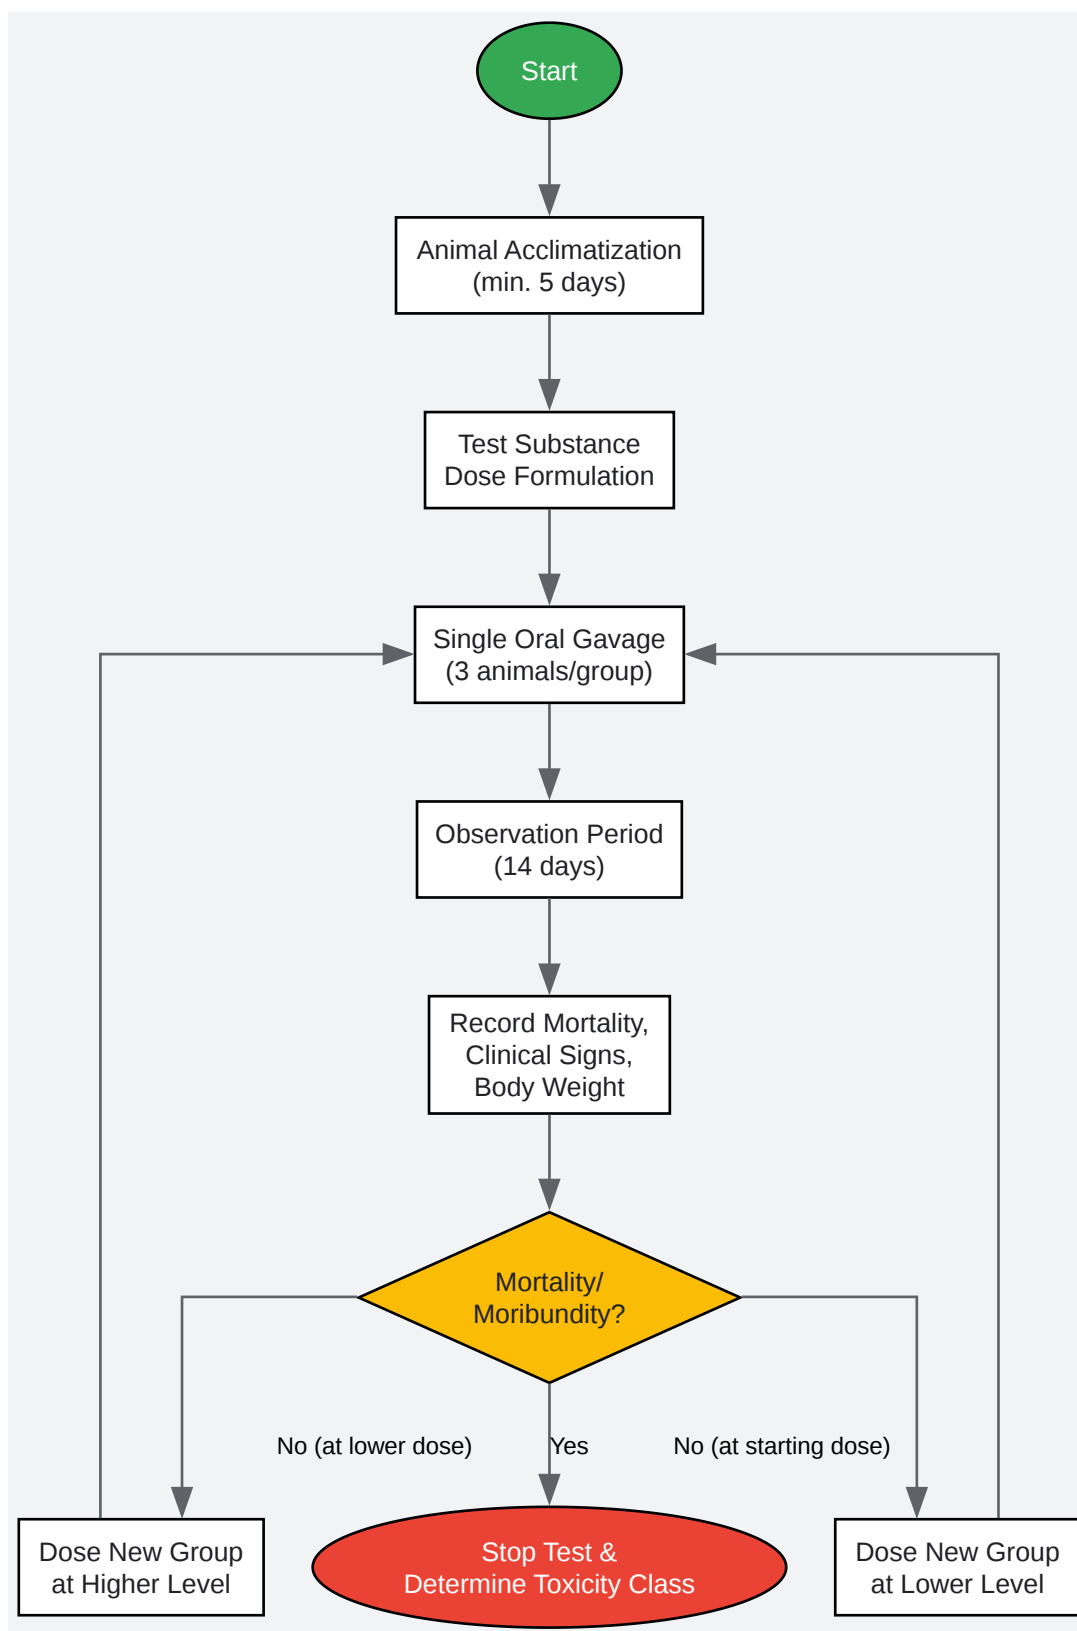 Start
Animal Acclimatization
(min. 5 days)
Test Substance
Dose Formulation
Single Oral Gavage
(3 animals/group)
Observation Period
(14 days)
Record Mortality,
Clinical Signs,
Body Weight
Mortality/
Moribundity?
No (at lower dose)
Yes
No (at starting dose)
Dose New Group
at Higher Level
Stop Test &
Determine Toxicity Class
Dose New Group
at Lower Level